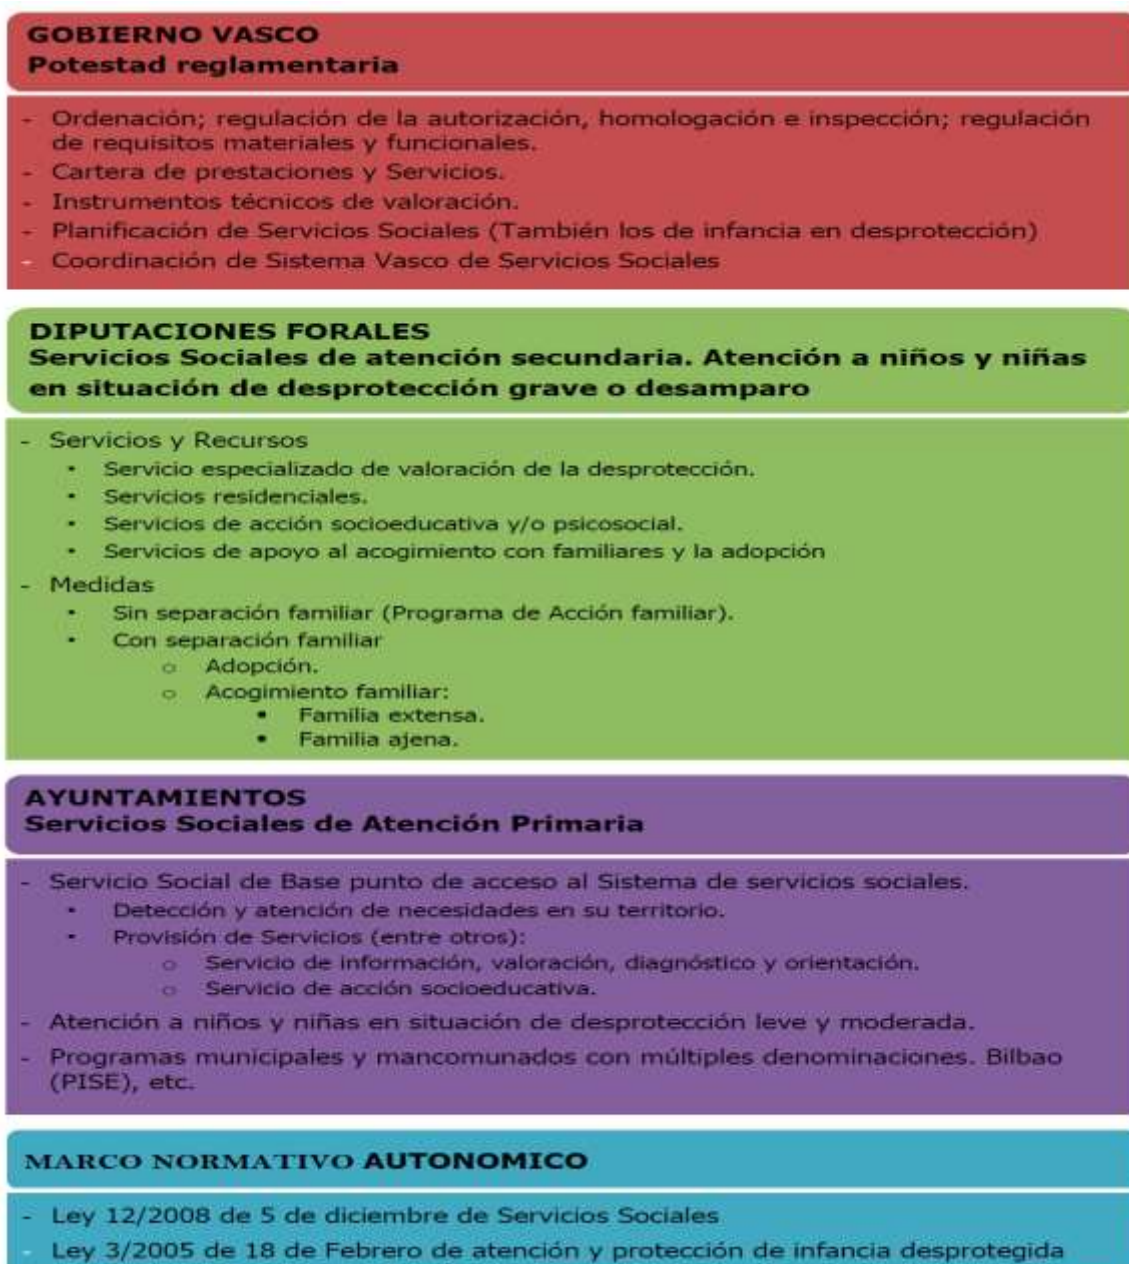 GOBIERNO VASCO
Potestad reglamentaria
- Ordenación; regulación de la autorización, homologación e inspección; regulación
de requisitos materiales y funcionales.
- Cartera de prestaciones y Servicios.
- Instrumentos técnicos de valoración.
- Planificación de Servicios Sociales (También los de infancia en desprotección)
- Coordinación de Sistema Vasco de Servicios Sociales
DIPUTACIONES FORALES
Servicios Sociales de atención secundaria. Atención a niños y niñas
en situación de desprotección grave o desamparo
- Servicios y Recursos
• Servicio especializado de valoración de la desprotección.
• Servicios residenciales.
• Servicios de acción socioeducativa y/o psicosocial.
• Servicios de apoyo al acogimiento con familiares y la adopción
- Medidas
• Sin separación familiar (Programa de Acción familiar).
• Con separación familiar
o Adopción.
o Acogimiento familiar:
▪ Familia extensa.
▪ Familia ajena.
AYUNTAMIENTOS
Servicios Sociales de Atención Primaria
- Servicio Social de Base punto de acceso al Sistema de servicios sociales.
• Detección y atención de necesidades en su territorio.
• Provisión de Servicios (entre otros):
o Servicio de información, valoración, diagnóstico y orientación.
o Servicio de acción socioeducativa.
- Atención a niños y niñas en situación de desprotección leve y moderada.
- Programas municipales y mancomunados con múltiples denominaciones. Bilbao
(PISE), etc.
MARCO NORMATIVO AUTONOMICO
- Ley 12/2008 de 5 de diciembre de Servicios Sociales
- Ley 3/2005 de 18 de Febrero de atención y protección de infancia desprotegida